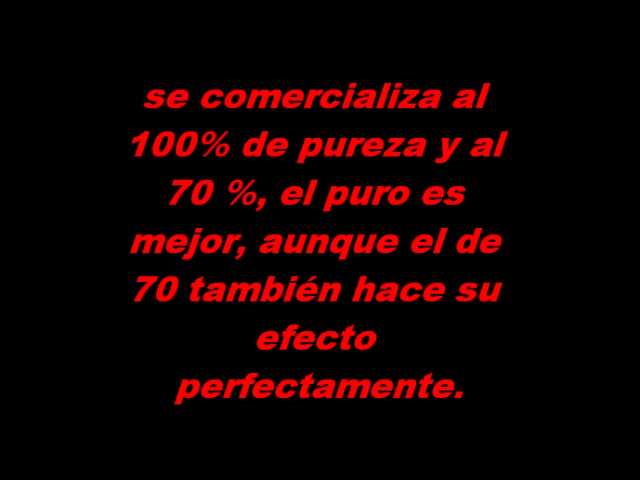 se comercializa al
100% de pureza y al
70 %, el puro es
mejor, aunque el de
70 también hace su
efecto
perfectamente.